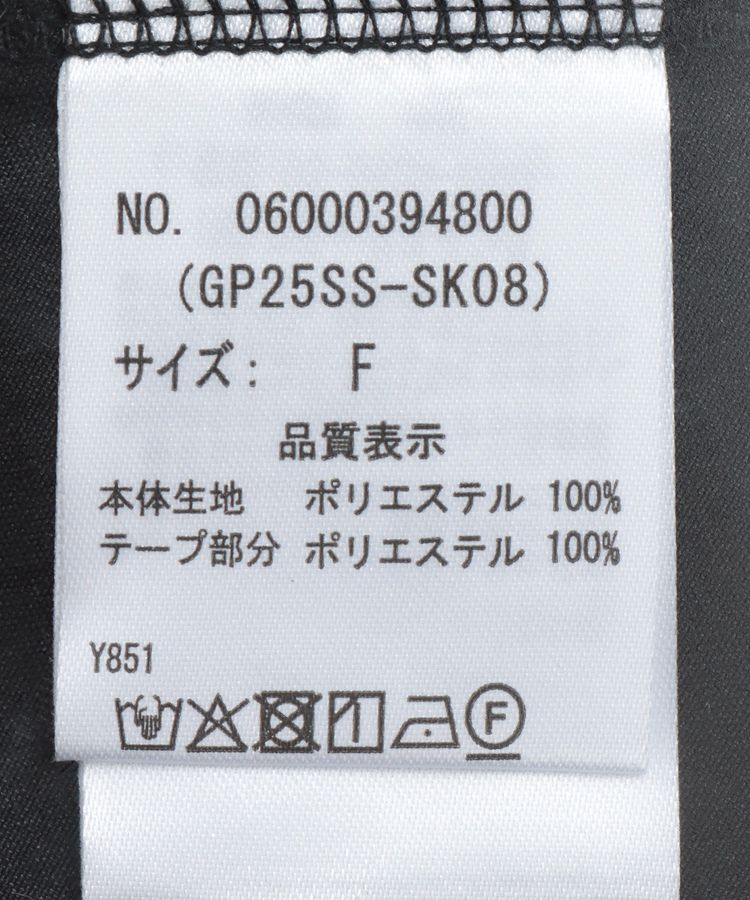 NO. 06000394800
(GP25SS-SK08)
サイズ: F
品質表示
本体生地 ポリエステル 100%
テープ部分 ポリエステル 100%
Y851
F